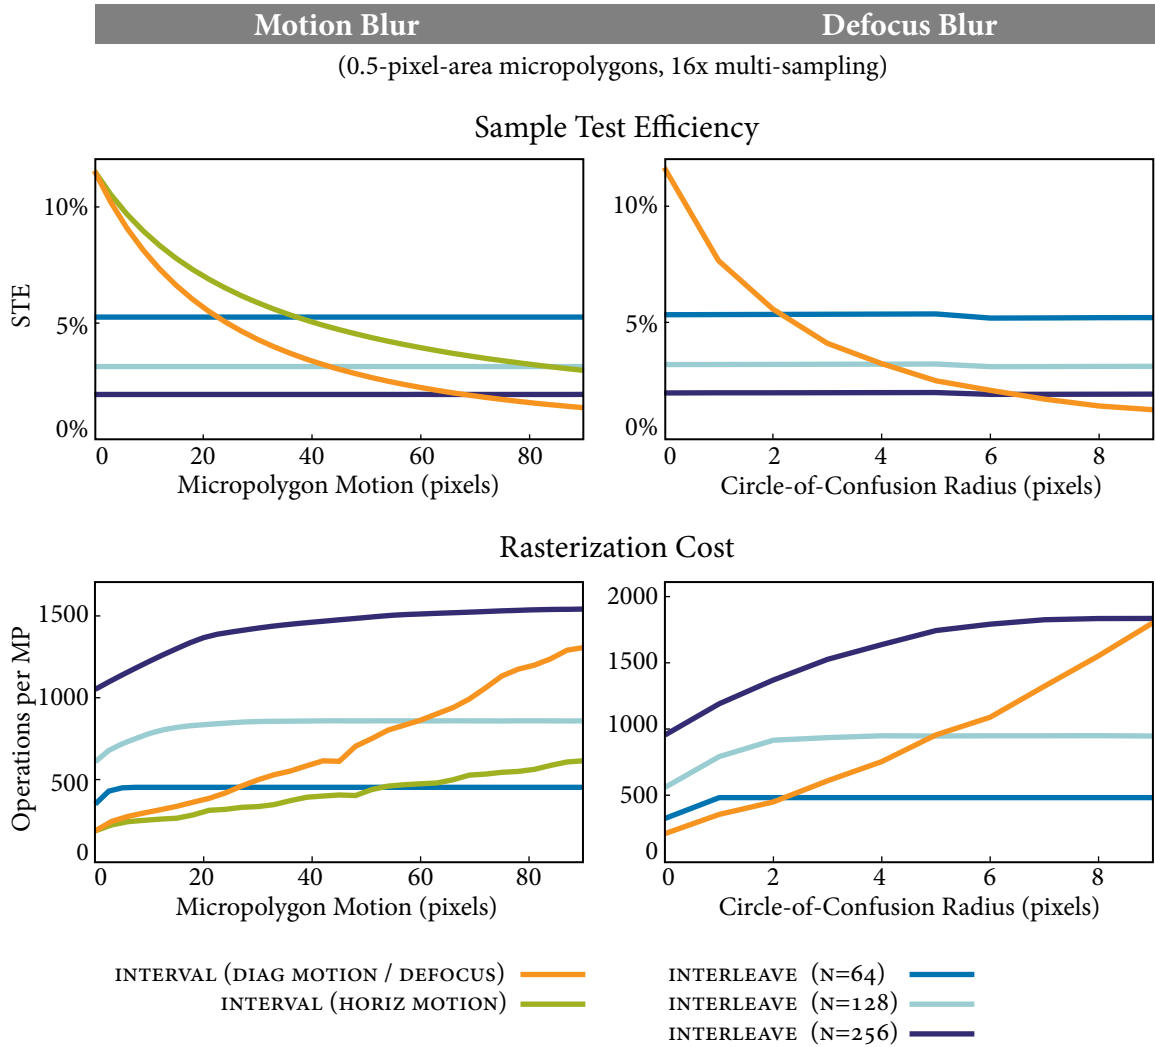 Motion Blur
Defocus Blur
(0.5-pixel-area micropolygons, 16x multi-sampling)
Sample Test Efficiency
STE
10%
5%
0%
0 20 40 60 80
Micropolygon Motion (pixels)
10%
5%
0%
0 2 4 6 8
Circle-of-Confusion Radius (pixels)
Rasterization Cost
Operations per MP
1500
1000
500
0
0 20 40 60 80
Micropolygon Motion (pixels)
2000
1500
1000
500
0
0 2 4 6 8
Circle-of-Confusion Radius (pixels)
INTERVAL (DIAG MOTION / DEFOCUS)
INTERVAL (HORIZ MOTION)
INTERLEAVE (N=64)
INTERLEAVE (N=128)
INTERLEAVE (N=256)